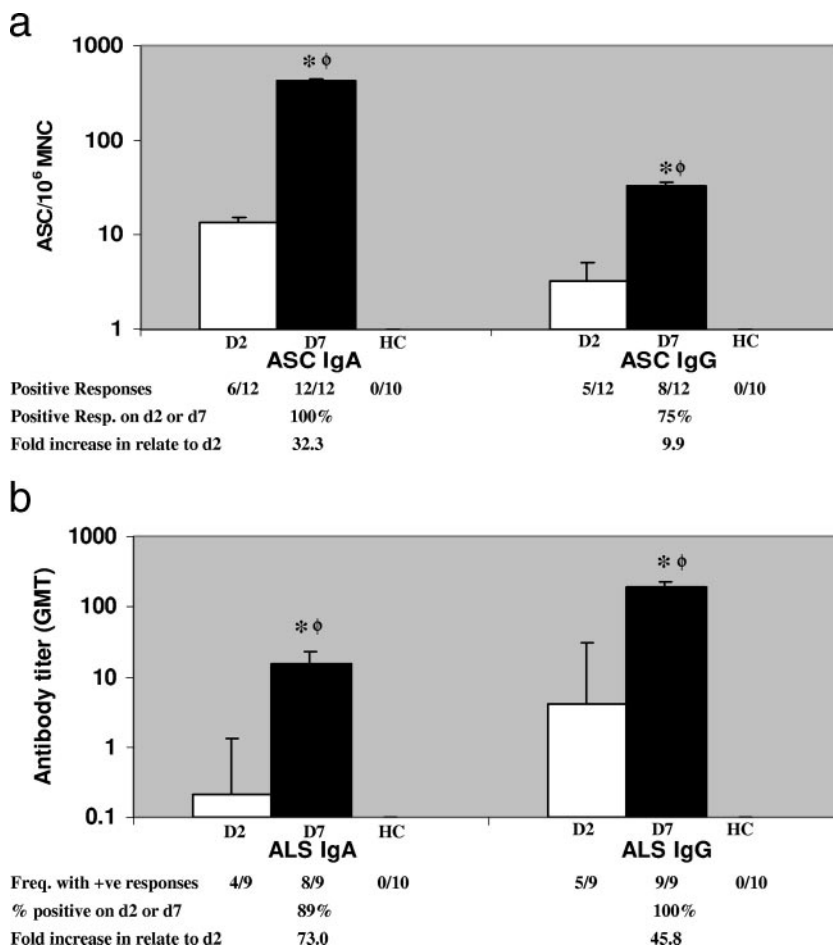 a
1000
100
10
1
ASC/10⁶ MNC
* ϕ
* ϕ
D2 D7 HC D2 D7 HC
ASC IgA ASC IgG
Positive Responses 6/12 12/12 0/10 5/12 8/12 0/10
Positive Resp. on d2 or d7 100% 75%
Fold increase in relate to d2 32.3 9.9
b
1000
100
10
1
0.1
Antibody titer (GMT)
* ϕ
* ϕ
D2 D7 HC D2 D7 HC
ALS IgA ALS IgG
Freq. with +ve responses 4/9 8/9 0/10 5/9 9/9 0/10
% positive on d2 or d7 89% 100%
Fold increase in relate to d2 73.0 45.8